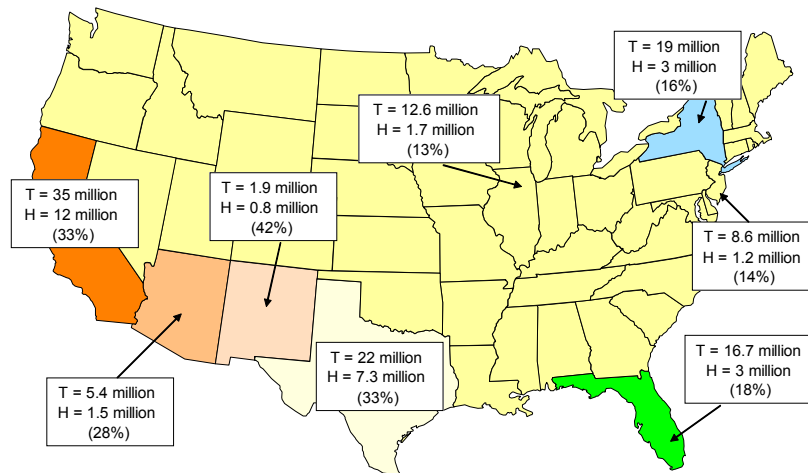 T = 19 million
H = 3 million
(16%)
T = 12.6 million
H = 1.7 million
(13%)
T = 35 million
H = 12 million
(33%)
T = 1.9 million
H = 0.8 million
(42%)
T = 8.6 million
H = 1.2 million
(14%)
T = 22 million
H = 7.3 million
(33%)
T = 16.7 million
H = 3 million
(18%)
T = 5.4 million
H = 1.5 million
(28%)